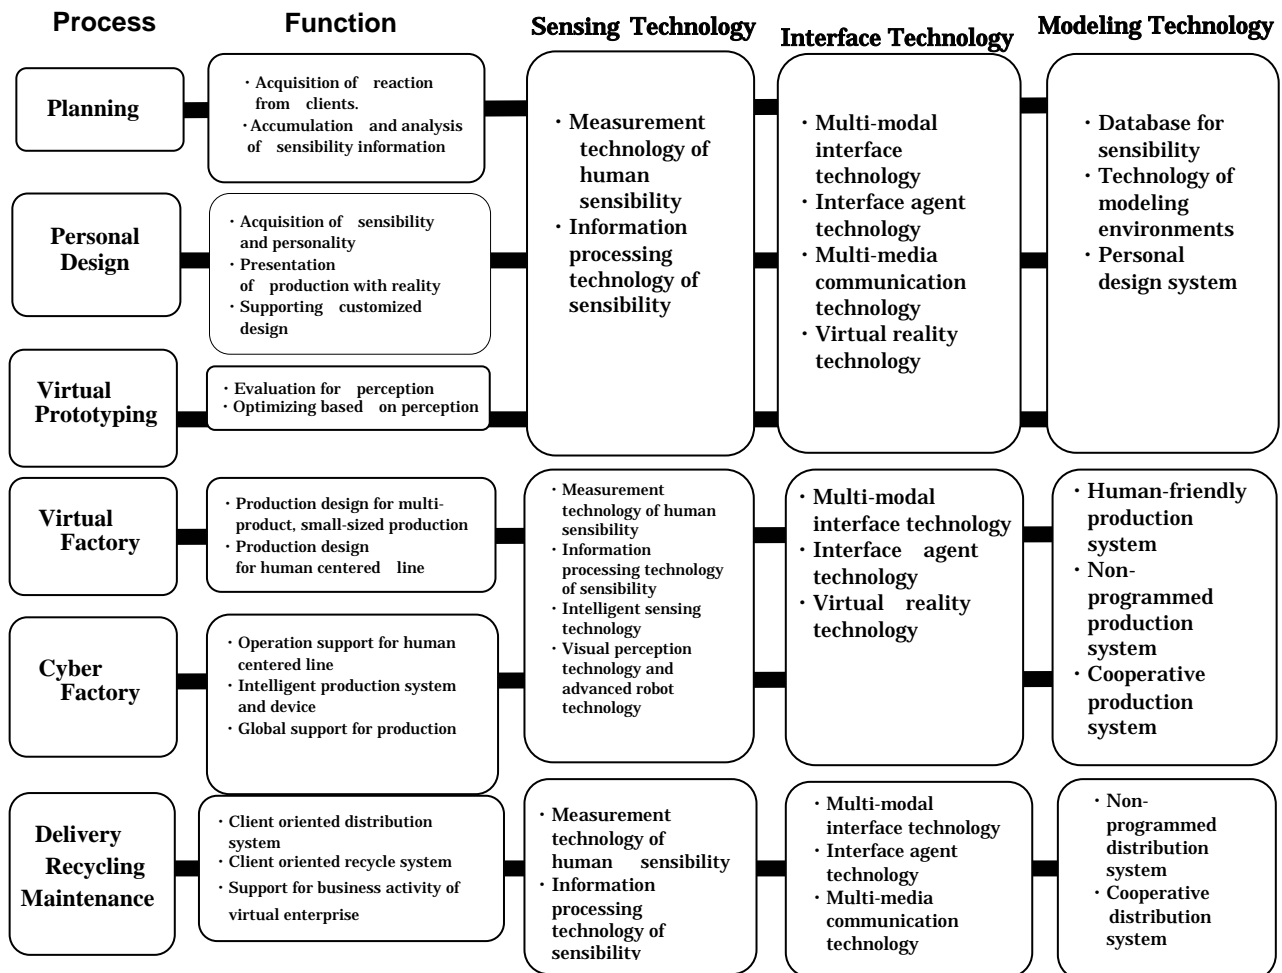 Process
Function
Sensing Technology
Interface Technology
Modeling Technology
Planning
・Acquisition of reaction
from clients.
・Accumulation and analysis
of sensibility information
・Measurement
technology of
human
sensibility
・Information
processing
technology of
sensibility
・Multi-modal
interface
technology
・Interface agent
technology
・Multi-media
communication
technology
・Virtual reality
technology
・Database for
sensibility
・Technology of
modeling
environments
・Personal
design system
Personal
Design
・Acquisition of sensibility
and personality
・Presentation
of production with reality
・Supporting customized
design
Virtual
Prototyping
・Evaluation for perception
・Optimizing based on perception
Virtual
Factory
・Production design for multi-
product, small-sized production
・Production design
for human centered line
・Measurement
technology of human
sensibility
・Information
processing technology
of sensibility
・Intelligent sensing
technology
・Visual perception
technology and
advanced robot
technology
・Multi-modal
interface technology
・Interface agent
technology
・Virtual reality
technology
・Human-friendly
production
system
・Non-
programmed
production
system
・Cooperative
production
system
Cyber
Factory
・Operation support for human
centered line
・Intelligent production system
and device
・Global support for production
Delivery
Recycling
Maintenance
・Client oriented distribution
system
・Client oriented recycle system
・Support for business activity of
virtual enterprise
・Measurement
technology of
human sensibility
・Information
processing
technology of
sensibility
・Multi-modal
interface technology
・Interface agent
technology
・Multi-media
communication
technology
・Non-
programmed
distribution
system
・Cooperative
distribution
system